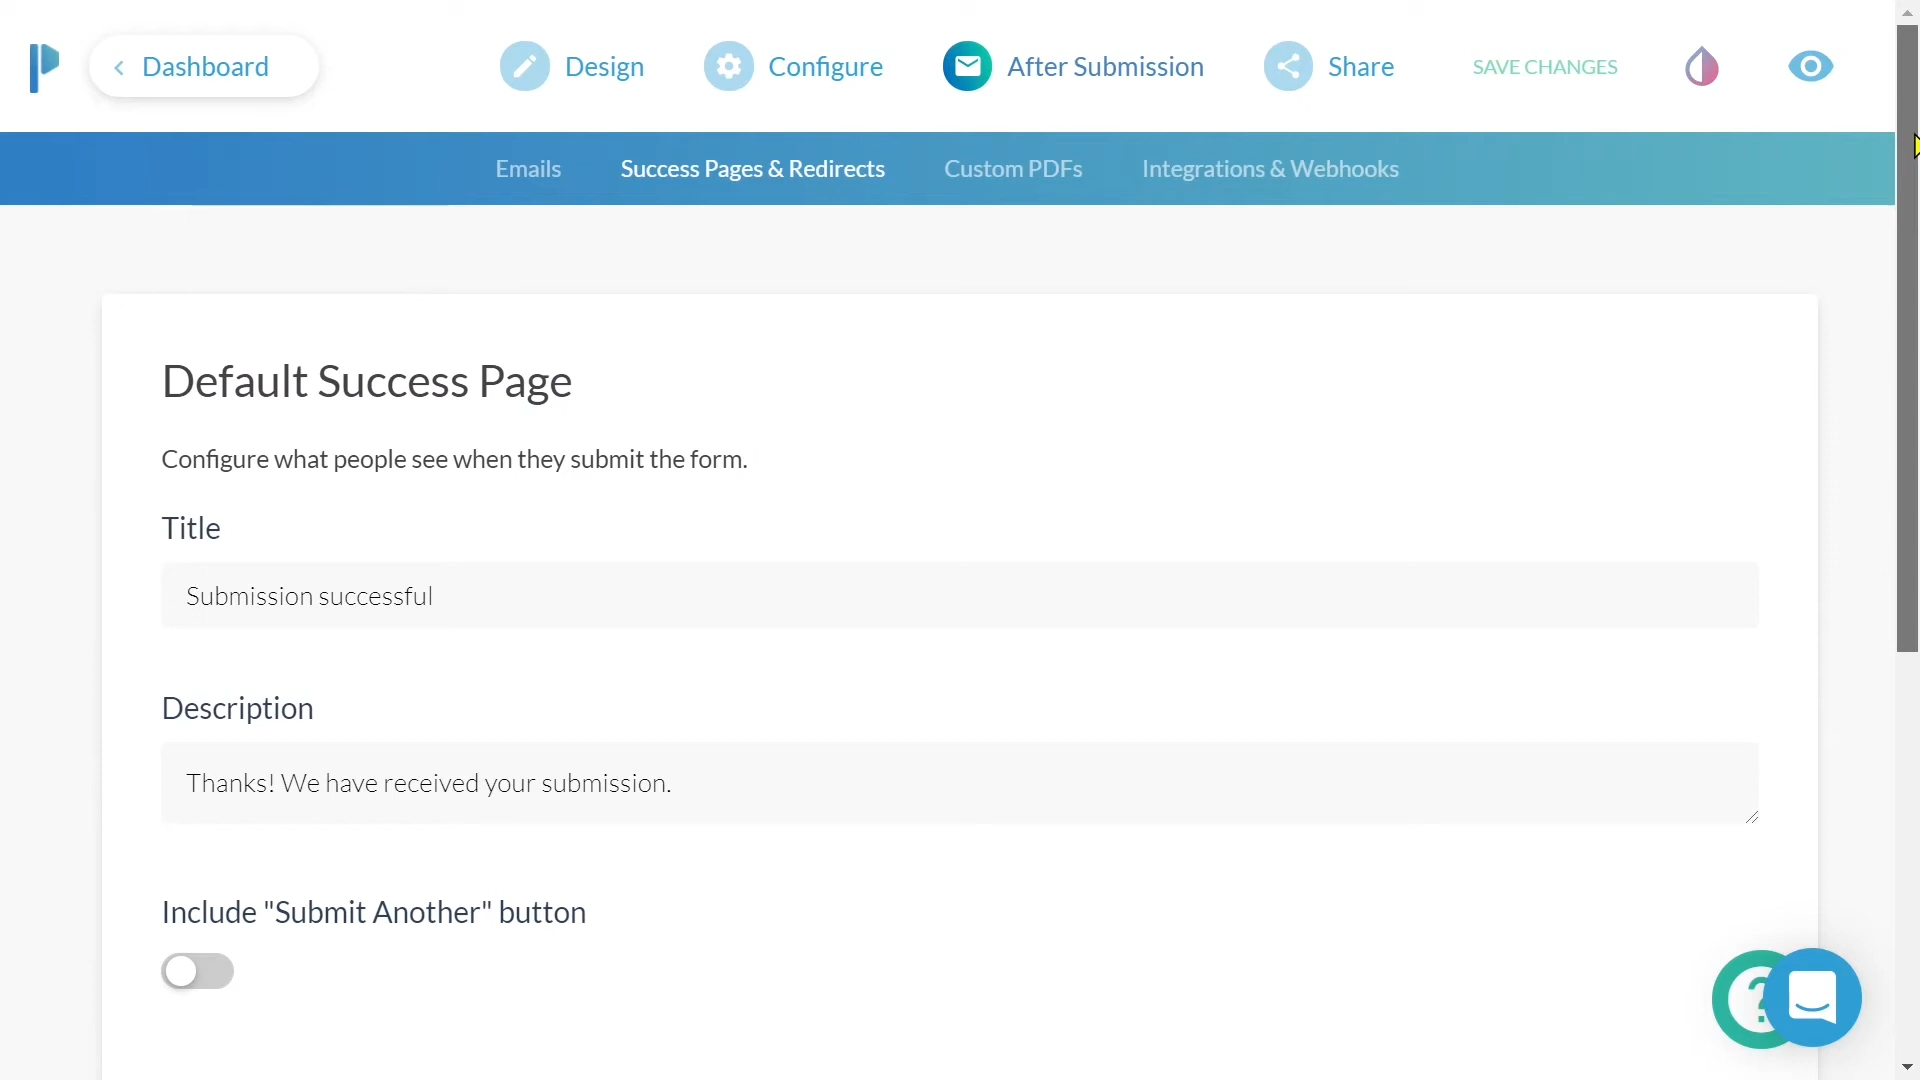 Dashboard
Design
Configure
After Submission
Share
SAVE CHANGES
Emails
Success Pages & Redirects
Custom PDFs
Integrations & Webhooks
Default Success Page
Configure what people see when they submit the form.
Title
Submission successful
Description
Thanks! We have received your submission.
Include "Submit Another" button
?